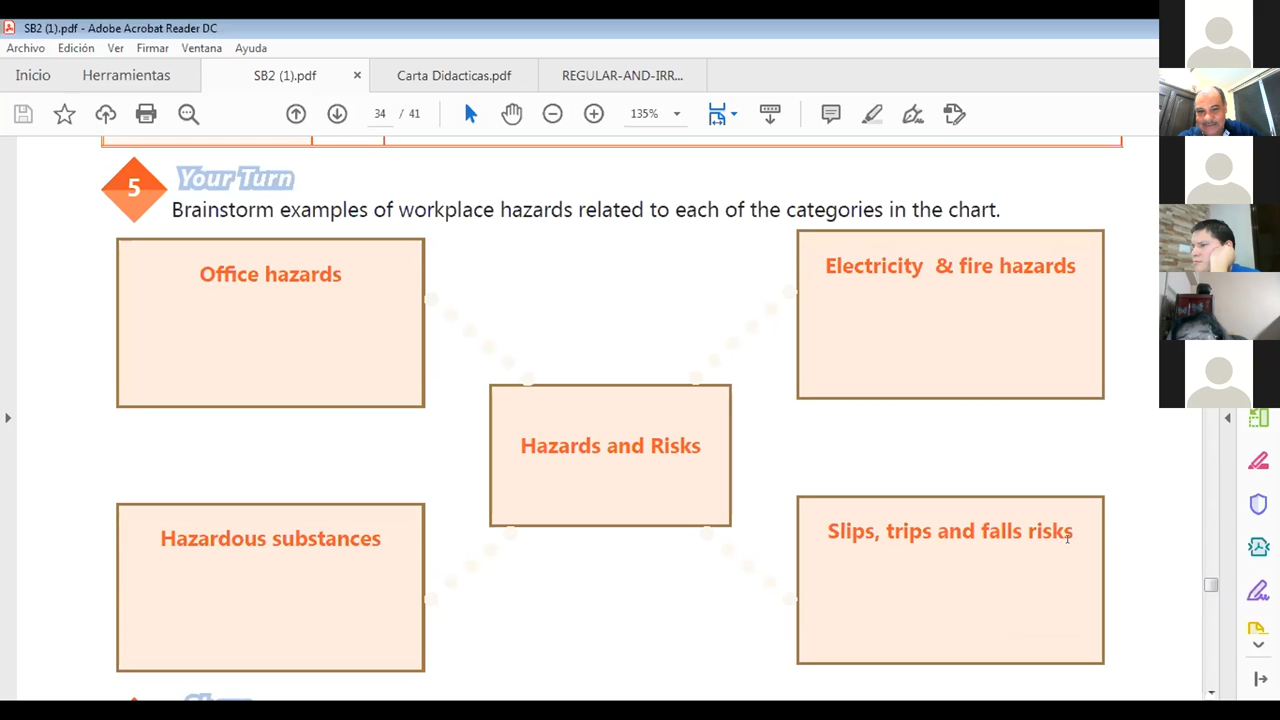 SB2 (1).pdf - Adobe Acrobat Reader DC
Archivo Edición Ver Firmar Ventana Ayuda
Inicio Herramientas SB2 (1).pdf × Carta Didacticas.pdf REGULAR-AND-IRR...
34 / 41 135%
5 Your Turn
Brainstorm examples of workplace hazards related to each of the categories in the chart.
Office hazards
Electricity & fire hazards
Hazards and Risks
Hazardous substances
Slips, trips and falls risks